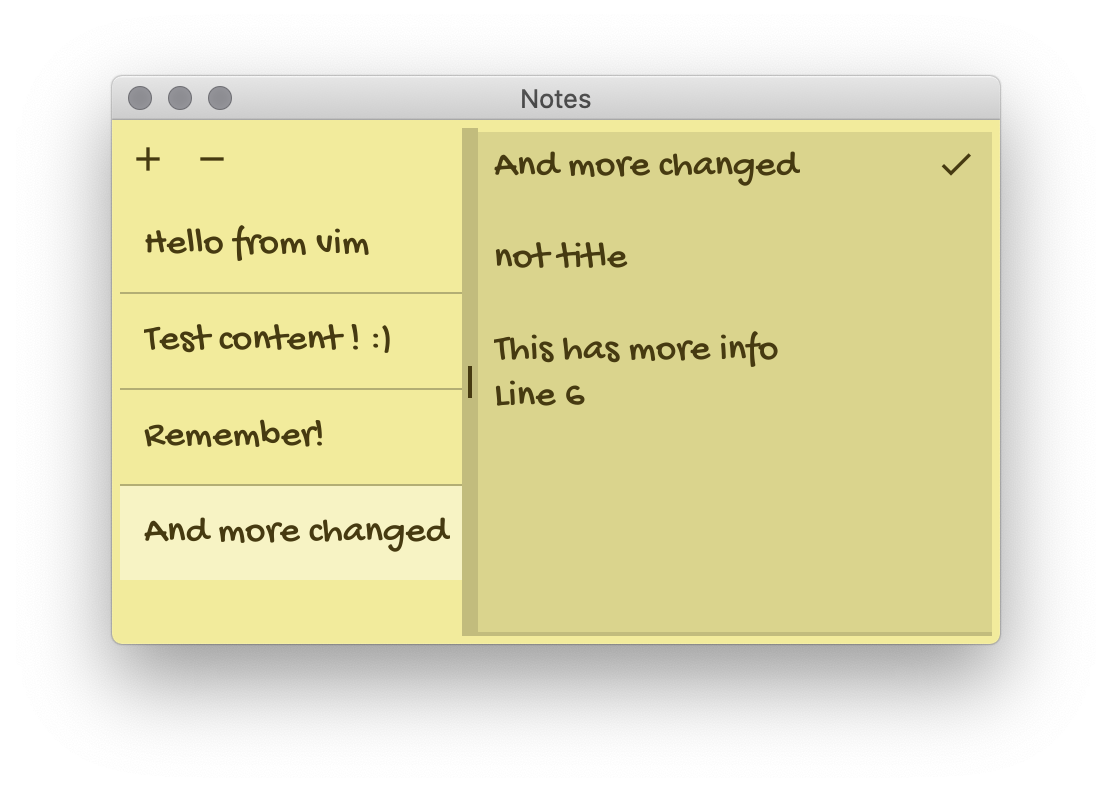 Notes
+ −
Hello from vim
Test content ! :)
Remember!
And more changed
And more changed
not title
This has more info
Line 6